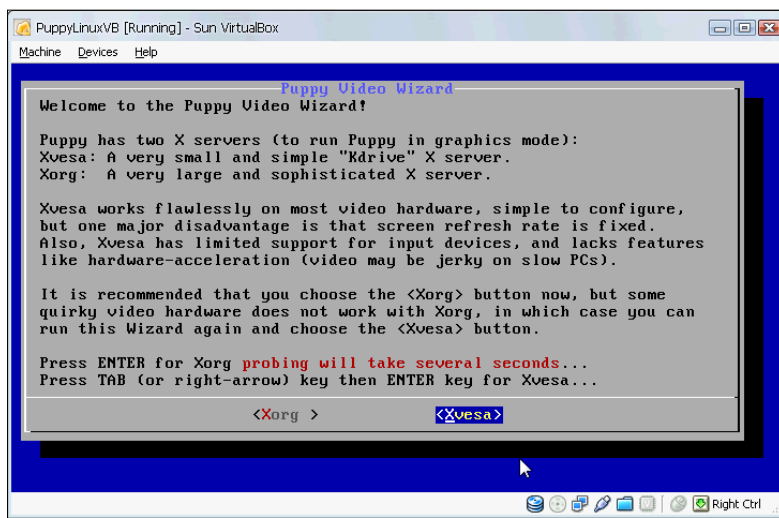 PuppyLinuxVB [Running] - Sun VirtualBox
Machine Devices Help
Puppy Video Wizard
Welcome to the Puppy Video Wizard!
Puppy has two X servers (to run Puppy in graphics mode):
Xvesa: A very small and simple "Kdrive" X server.
Xorg: A very large and sophisticated X server.
Xvesa works flawlessly on most video hardware, simple to configure,
but one major disadvantage is that screen refresh rate is fixed.
Also, Xvesa has limited support for input devices, and lacks features
like hardware-acceleration (video may be jerky on slow PCs).
It is recommended that you choose the <Xorg> button now, but some
quirky video hardware does not work with Xorg, in which case you can
run this Wizard again and choose the <Xvesa> button.
Press ENTER for Xorg probing will take several seconds...
Press TAB (or right-arrow) key then ENTER key for Xvesa...
<Xorg > <Xvesa>
Right Ctrl